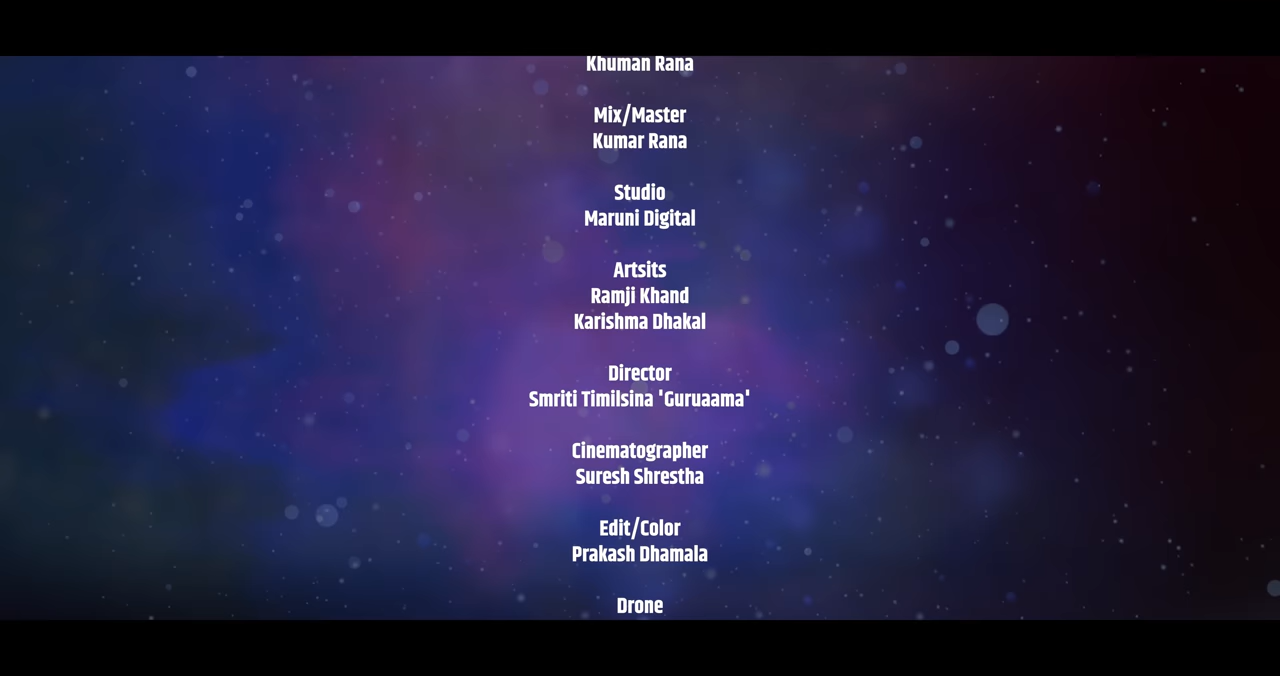 Khuman Rana
Mix/Master
Kumar Rana
Studio
Maruni Digital
Artsits
Ramji Khand
Karishma Dhakal
Director
Smriti Timilsina 'Guruaama'
Cinematographer
Suresh Shrestha
Edit/Color
Prakash Dhamala
Drone